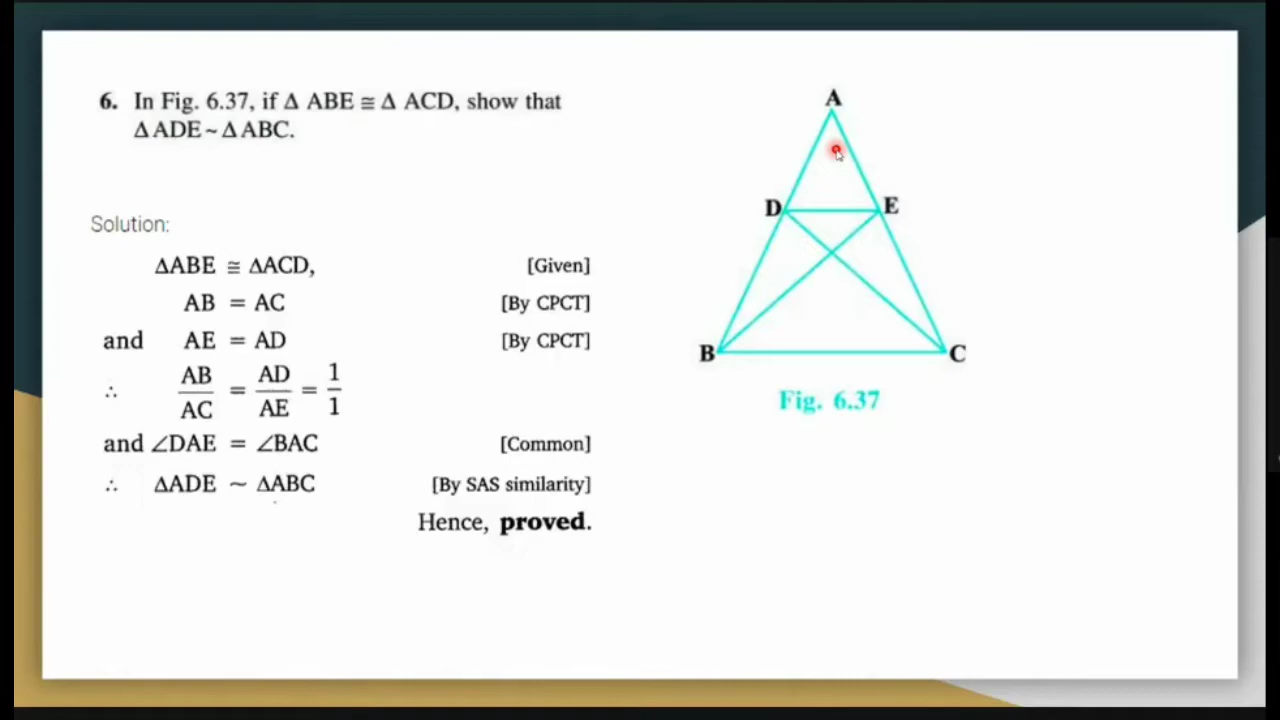 6. In Fig. 6.37, if Δ ABE ≅ Δ ACD, show that
Δ ADE ~ Δ ABC.
Solution:
ΔABE ≅ ΔACD, [Given]
AB = AC [By CPCT]
and AE = AD [By CPCT]
∴ AB/AC = AD/AE = 1/1
and ∠DAE = ∠BAC [Common]
∴ ΔADE ~ ΔABC [By SAS similarity]
Hence, proved.
A
D E
B C
Fig. 6.37